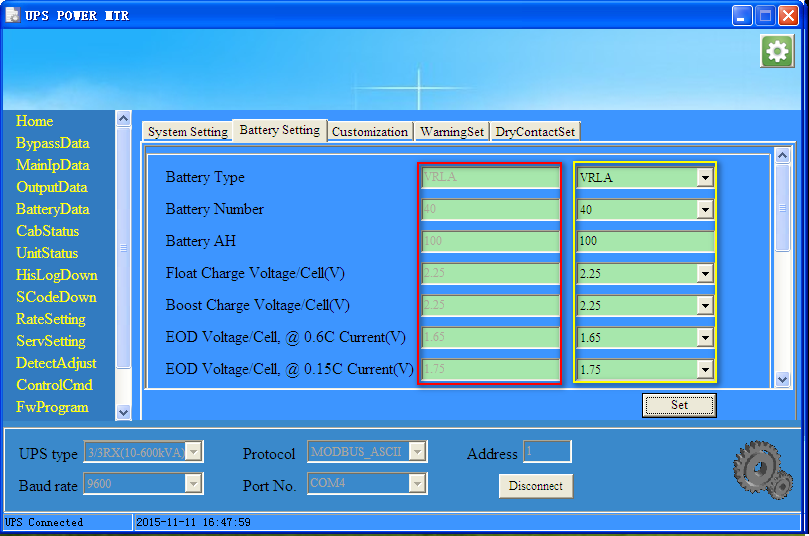 UPS POWER MTR
Home
BypassData
MainIpData
OutputData
BatteryData
CabStatus
UnitStatus
HisLogDown
SCodeDown
RateSetting
ServSetting
DetectAdjust
ControlCmd
FwProgram
System Setting Battery Setting Customization WarningSet DryContactSet
Battery Type VRLA VRLA
Battery Number 40 40
Battery AH 100 100
Float Charge Voltage/Cell(V) 2.25 2.25
Boost Charge Voltage/Cell(V) 2.25 2.25
EOD Voltage/Cell, @ 0.6C Current(V) 1.65 1.65
EOD Voltage/Cell, @ 0.15C Current(V) 1.75 1.75
Set
UPS type 3/3RX(10-600kVA) Protocol MODBUS_ASCII Address 1
Baud rate 9600 Port No. COM4 Disconnect
UPS Connected 2015-11-11 16:47:59